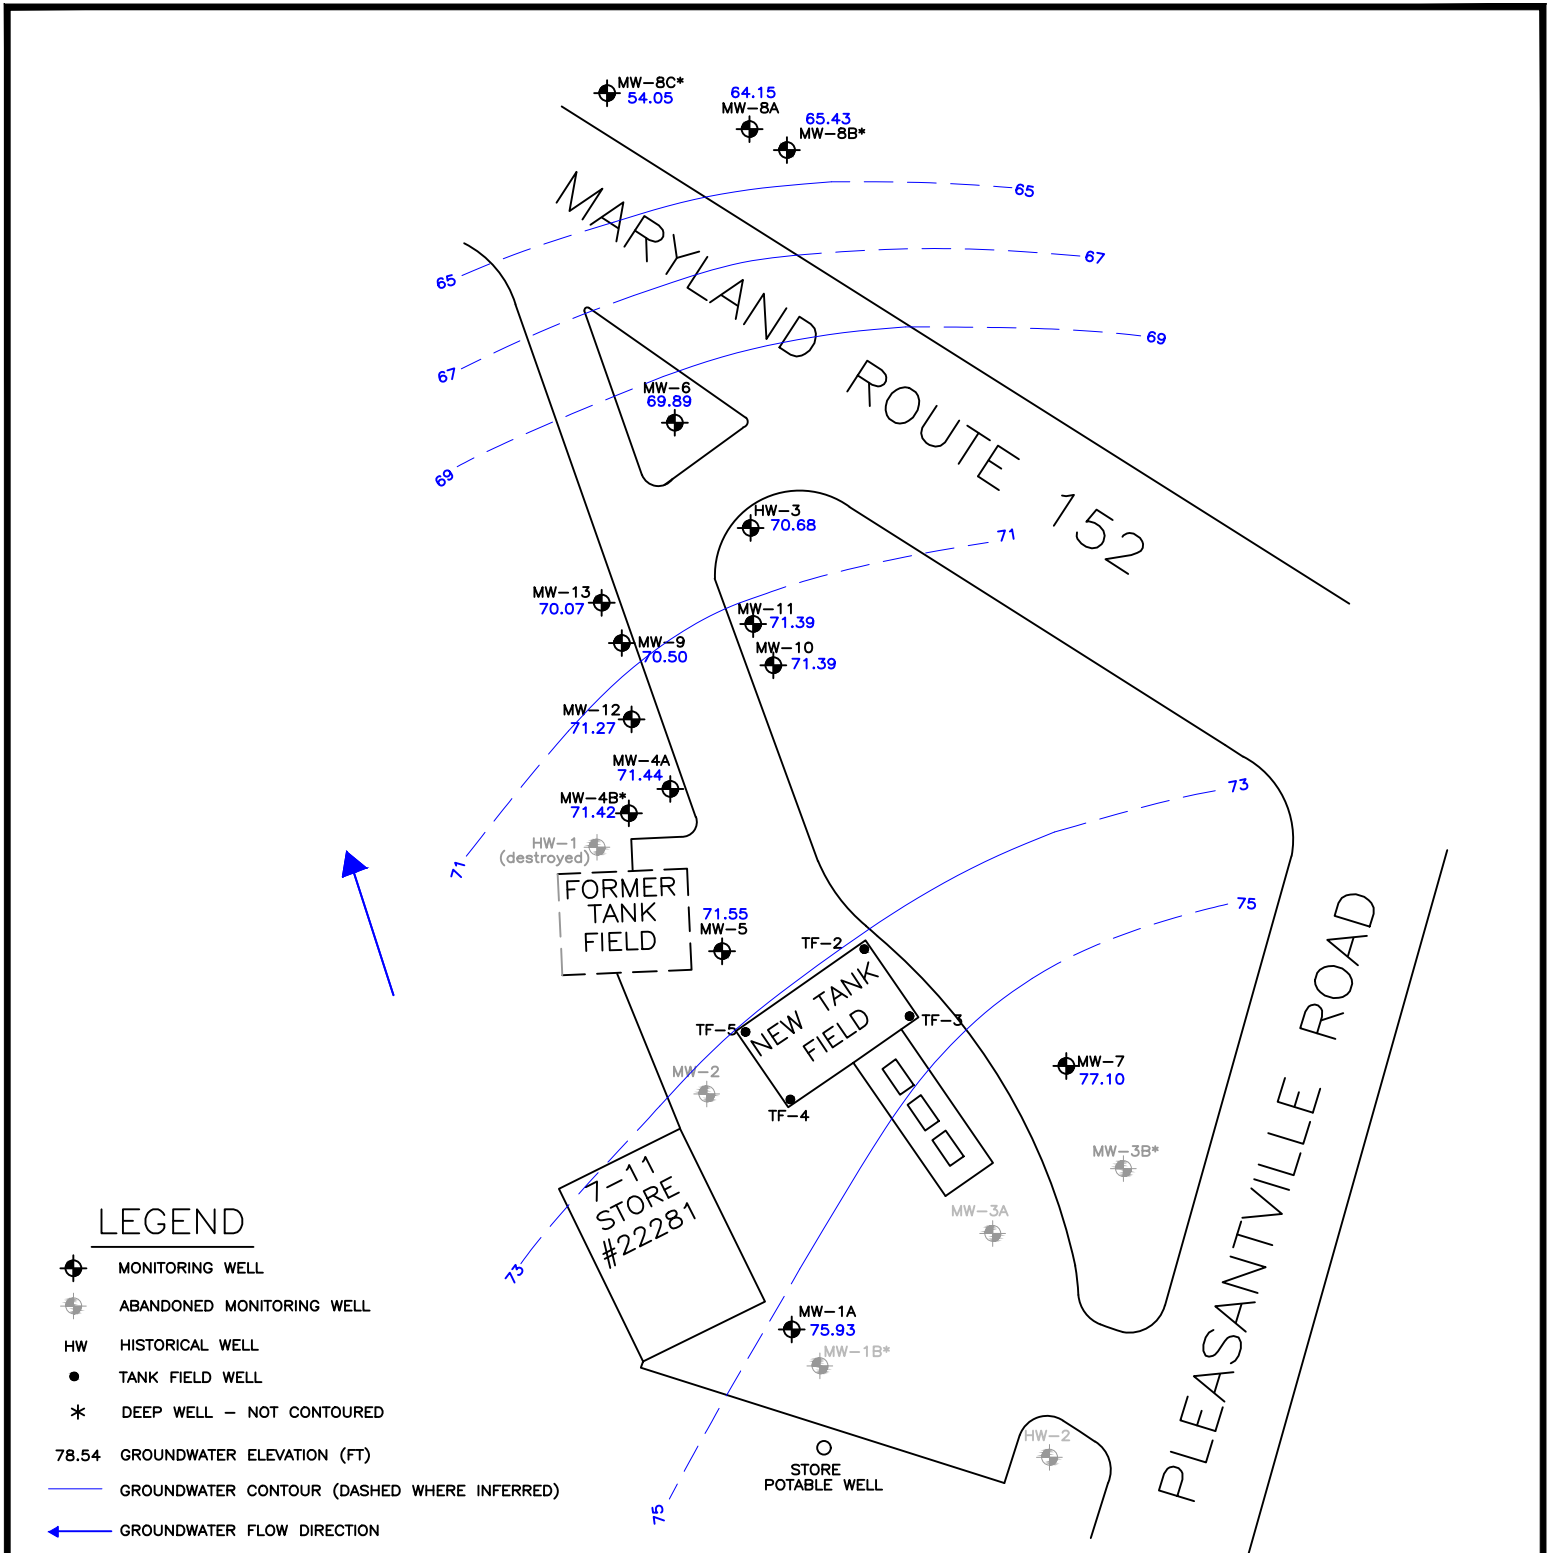 MW-8C*
54.05
64.15
MW-8A
65.43
MW-8B*
65
65
MARYLAND ROUTE 152
67
67
69
69
MW-6
69.89
HW-3
70.68
71
MW-13
70.07
MW-11
71.39
MW-9
70.50
MW-10
71.39
MW-12
71.27
MW-4A
71.44
MW-4B*
71.42
73
HW-1
(destroyed)
71
FORMER
TANK
FIELD
71.55
MW-5
75
TF-2
NEW TANK
FIELD
TF-5
TF-3
TF-4
MW-2
MW-7
77.10
MW-3B*
MW-3A
PLEASANTVILLE ROAD
7-11
STORE
#22281
73
MW-1A
75.93
MW-1B*
HW-2
STORE
POTABLE WELL
75
LEGEND
MONITORING WELL
ABANDONED MONITORING WELL
HW HISTORICAL WELL
TANK FIELD WELL
* DEEP WELL - NOT CONTOURED
78.54 GROUNDWATER ELEVATION (FT)
GROUNDWATER CONTOUR (DASHED WHERE INFERRED)
GROUNDWATER FLOW DIRECTION